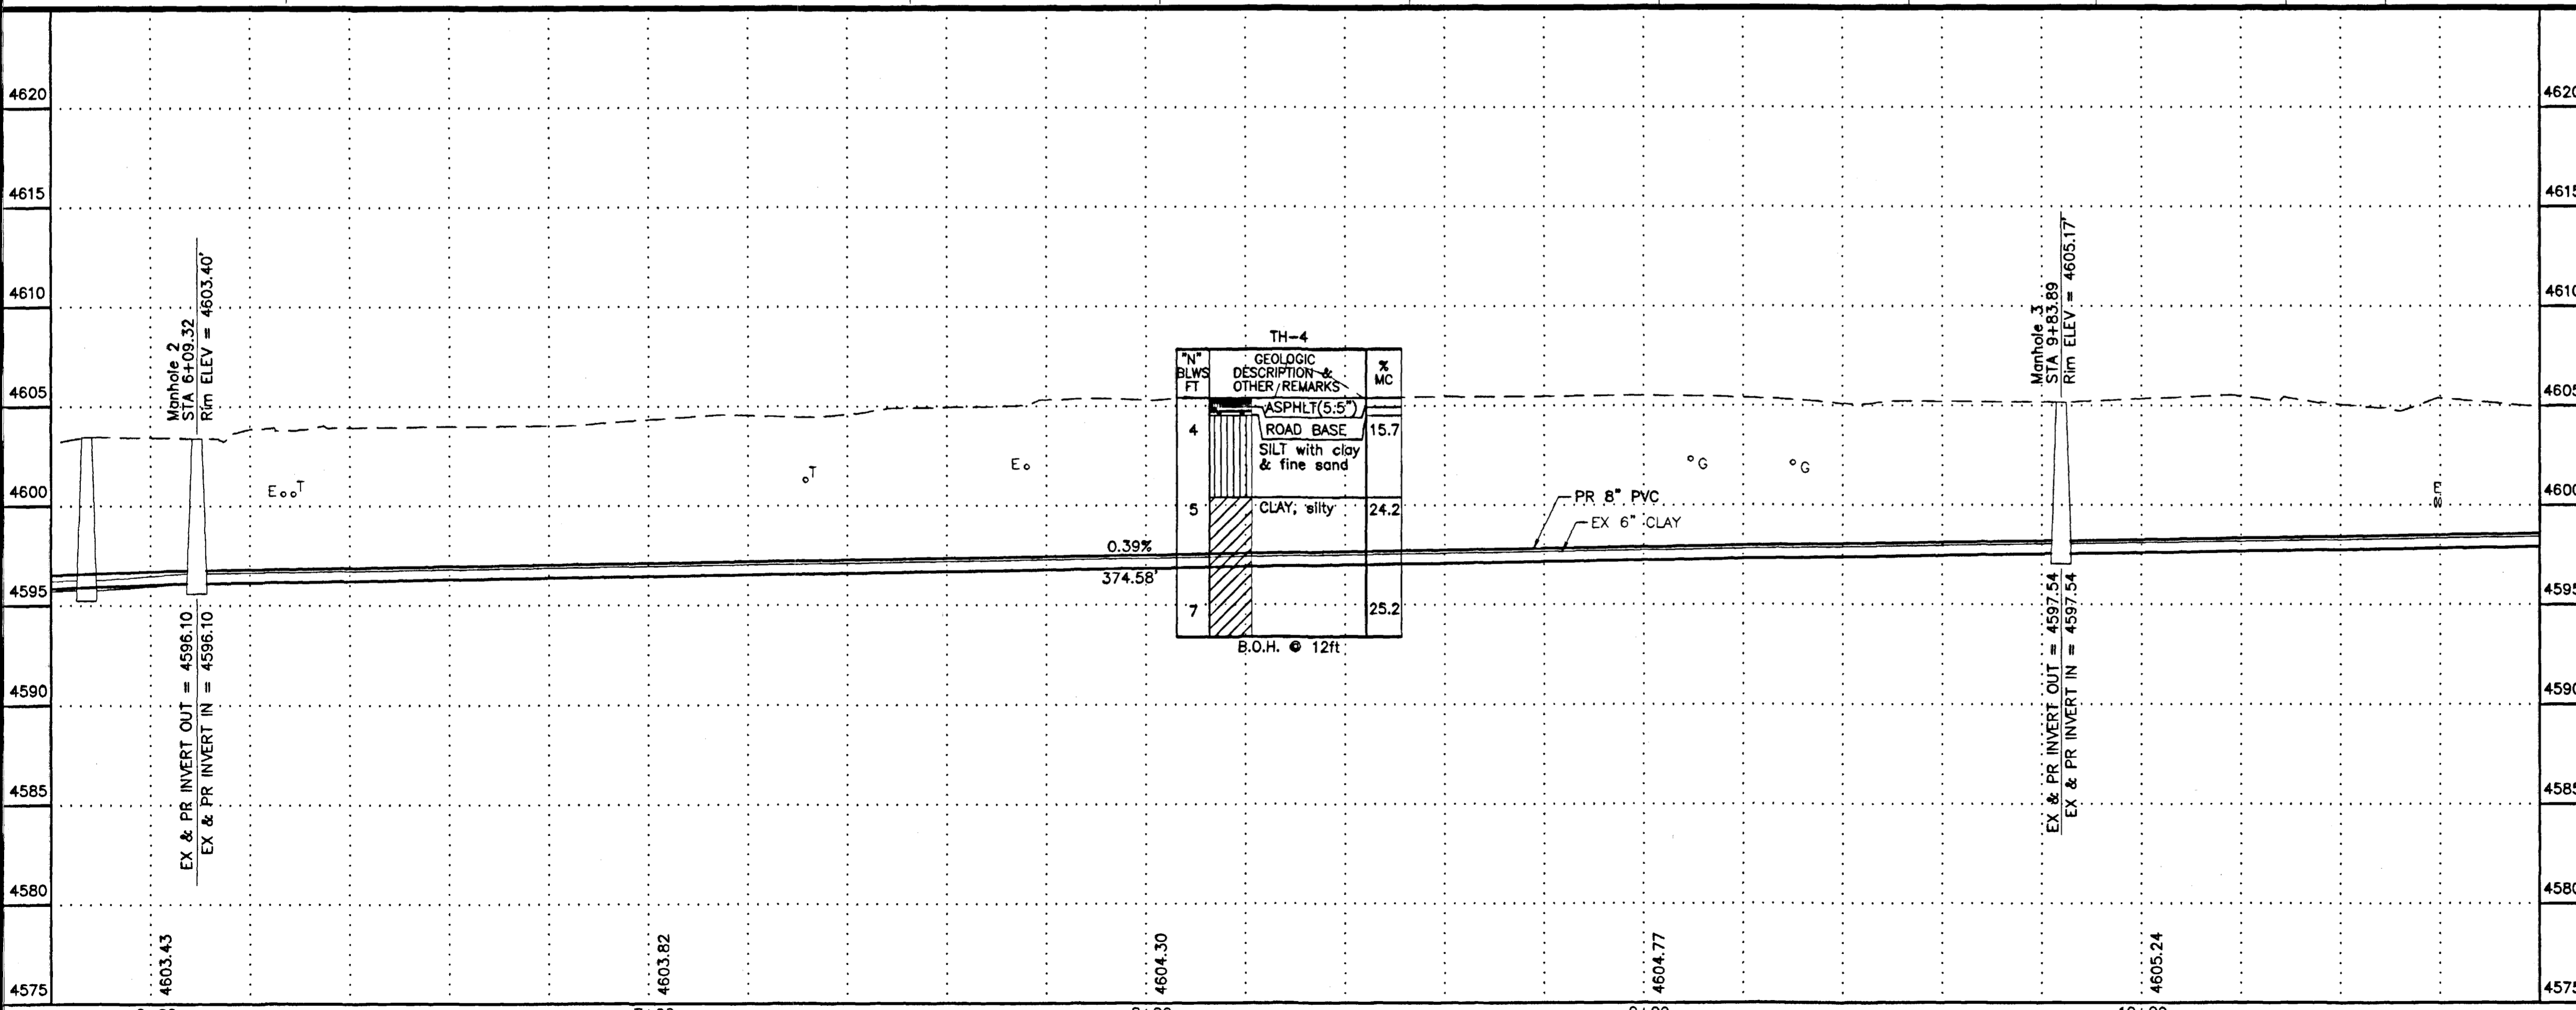 4620
4615
4610
4605
4600
4595
4590
4585
4580
4575
Manhole 2
STA 6+09.32
Rim ELEV = 4603.40'
EX & PR INVERT OUT = 4596.10
EX & PR INVERT IN = 4596.10
E T
T
E
0.39%
374.58'
TH-4
"N" BLWS FT
GEOLOGIC DESCRIPTION & OTHER REMARKS
% MC
ASPHLT(5.5")
4 ROAD BASE 15.7
SILT with clay
& fine sand
5 CLAY, silty 24.2
7 25.2
B.O.H. @ 12ft
PR 8" PVC
EX 6" CLAY
G
G
Manhole 3
STA 9+83.89
Rim ELEV = 4605.17'
EX & PR INVERT OUT = 4597.54
EX & PR INVERT IN = 4597.54
E
4603.43
4603.82
4604.30
4604.77
4605.24
4620
4615
4610
4605
4600
4595
4590
4585
4580
4575